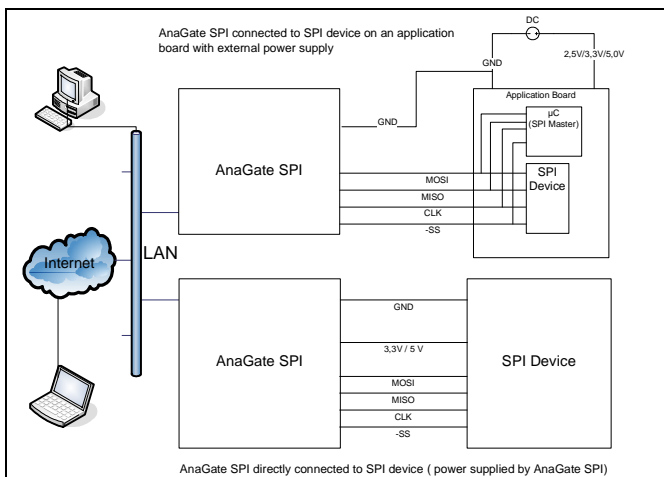 AnaGate SPI connected to SPI device on an application
board with external power supply
DC
2,5V/3,3V/5,0V
GND
Application Board
GND
µC
(SPI Master)
AnaGate SPI
SPI
Device
MOSI
MISO
CLK
-SS
LAN
Internet
GND
3,3V / 5 V
AnaGate SPI
SPI Device
MOSI
MISO
CLK
-SS
AnaGate SPI directly connected to SPI device ( power supplied by AnaGate SPI)